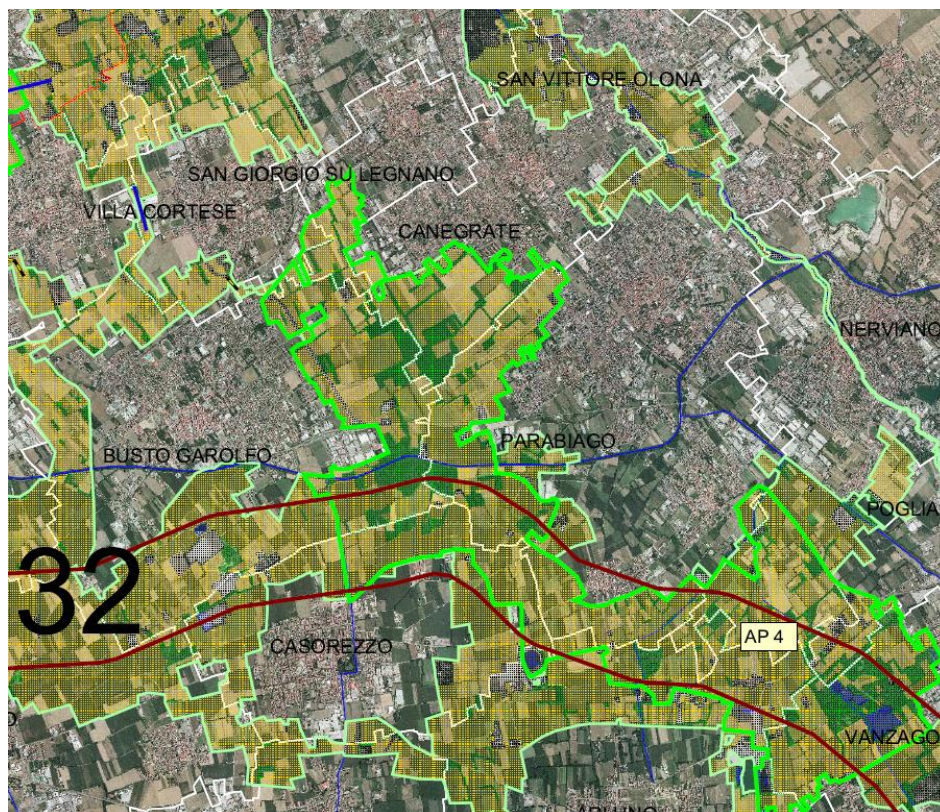 SAN VITTORE OLONA
SAN GIORGIO SU LEGNANO
VILLA CORTESE
CANEGRATE
NERVIANO
PARABIAGO
BUSTO GAROLFO
POGLIA
32
AP 4
CASOREZZO
VANZAGO